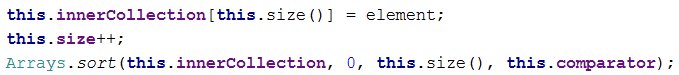 this.innerCollection[this.size()] = element;
this.size++;
Arrays.sort(this.innerCollection, 0, this.size(), this.comparator);